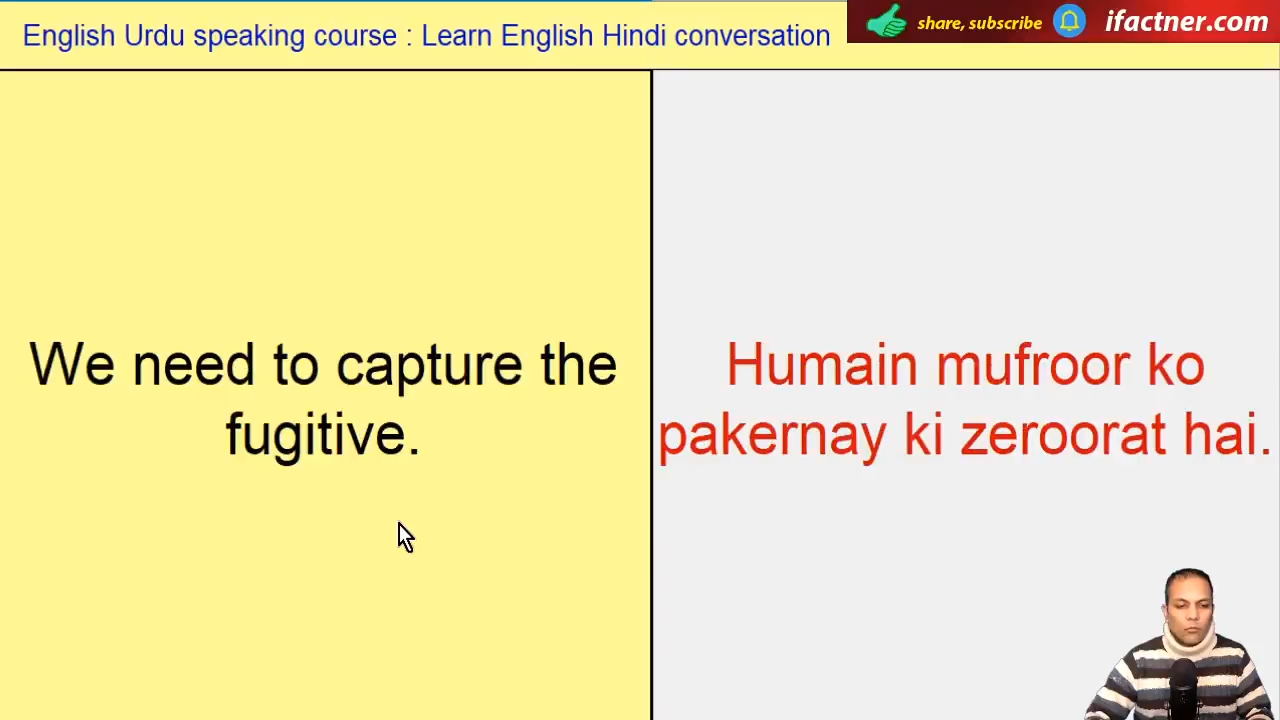 English Urdu speaking course : Learn English Hindi conversation
share, subscribe
ifactner.com
We need to capture the
fugitive.
Humain mufroor ko
pakernay ki zeroorat hai.